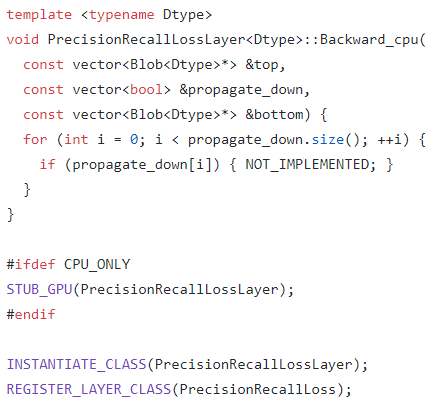 template <typename Dtype>
void PrecisionRecallLossLayer<Dtype>::Backward_cpu(
  const vector<Blob<Dtype>*> &top,
  const vector<bool> &propagate_down,
  const vector<Blob<Dtype>*> &bottom) {
  for (int i = 0; i < propagate_down.size(); ++i) {
    if (propagate_down[i]) { NOT_IMPLEMENTED; }
  }
}

#ifdef CPU_ONLY
STUB_GPU(PrecisionRecallLossLayer);
#endif

INSTANTIATE_CLASS(PrecisionRecallLossLayer);
REGISTER_LAYER_CLASS(PrecisionRecallLoss);